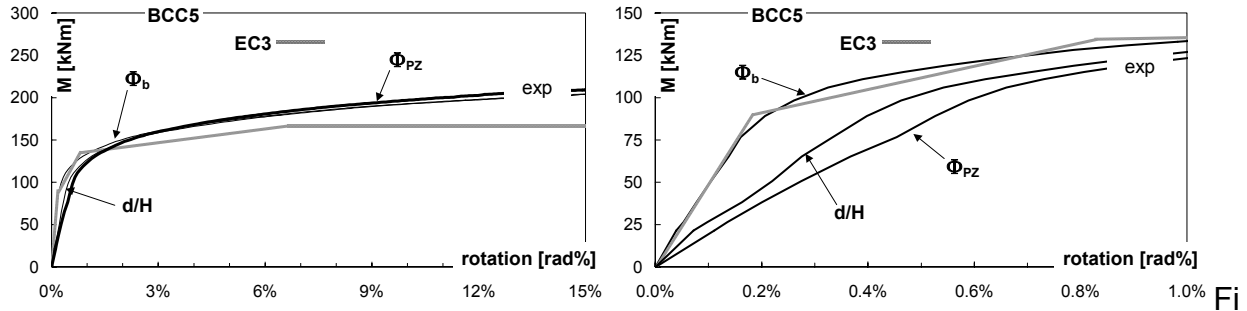 BCC5
EC3
M [kNm]
300
250
200
150
100
50
0
Φb
ΦPZ
exp
d/H
rotation [rad%]
0% 3% 6% 9% 12% 15%
BCC5
EC3
M [kNm]
150
125
100
75
50
25
0
Φb
exp
ΦPZ
d/H
rotation [rad%]
0.0% 0.2% 0.4% 0.6% 0.8% 1.0%
Fi